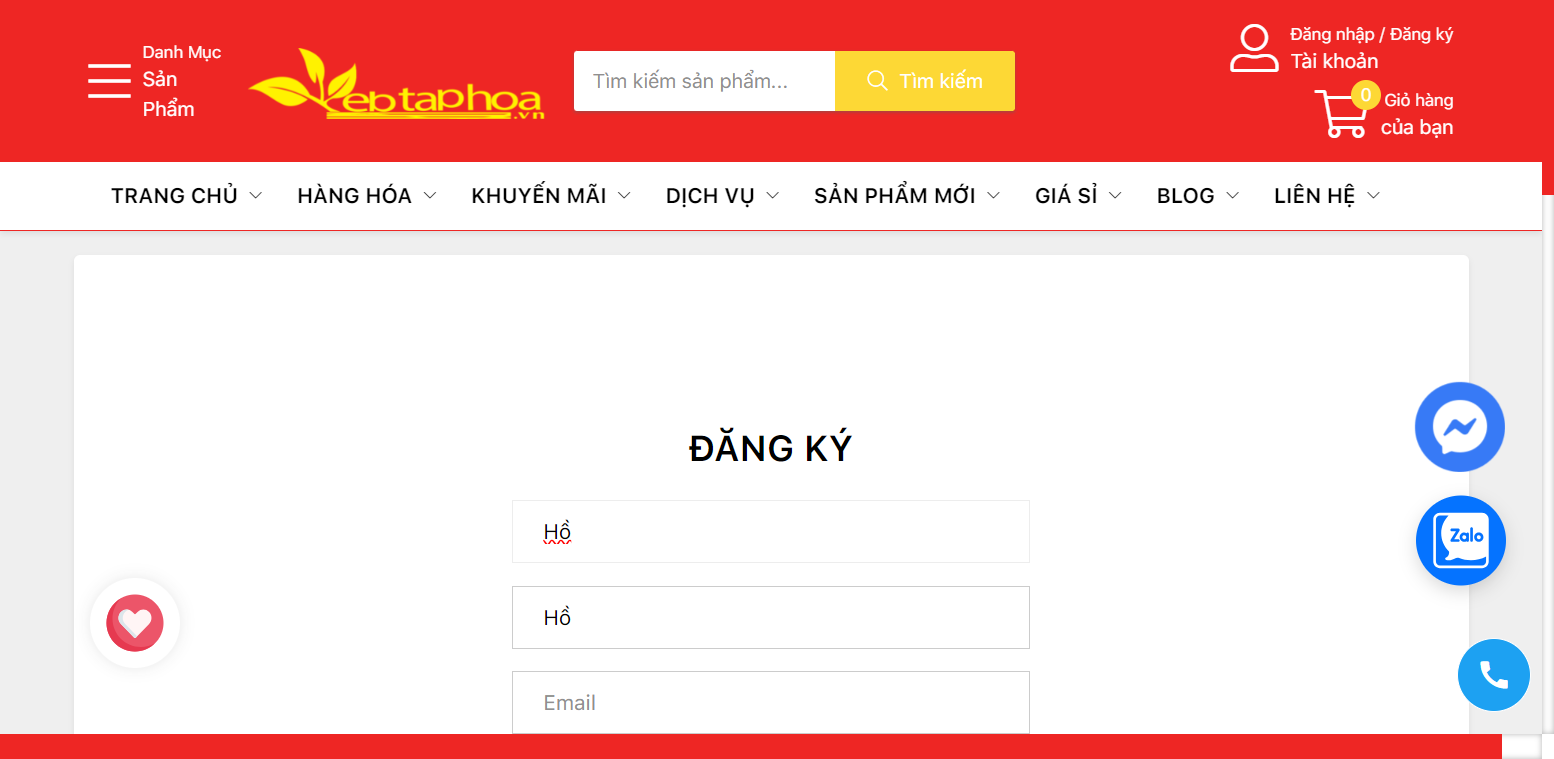 Danh Mục
Sản
Phẩm
ebtaphoa
.vn
Tìm kiếm sản phẩm...
Tìm kiếm
Đăng nhập / Đăng ký
Tài khoản
0
Giỏ hàng
của bạn
TRANG CHỦ HÀNG HÓA KHUYẾN MÃI DỊCH VỤ SẢN PHẨM MỚI GIÁ SỈ BLOG LIÊN HỆ
ĐĂNG KÝ
Hồ
Hồ
Email
Zalo